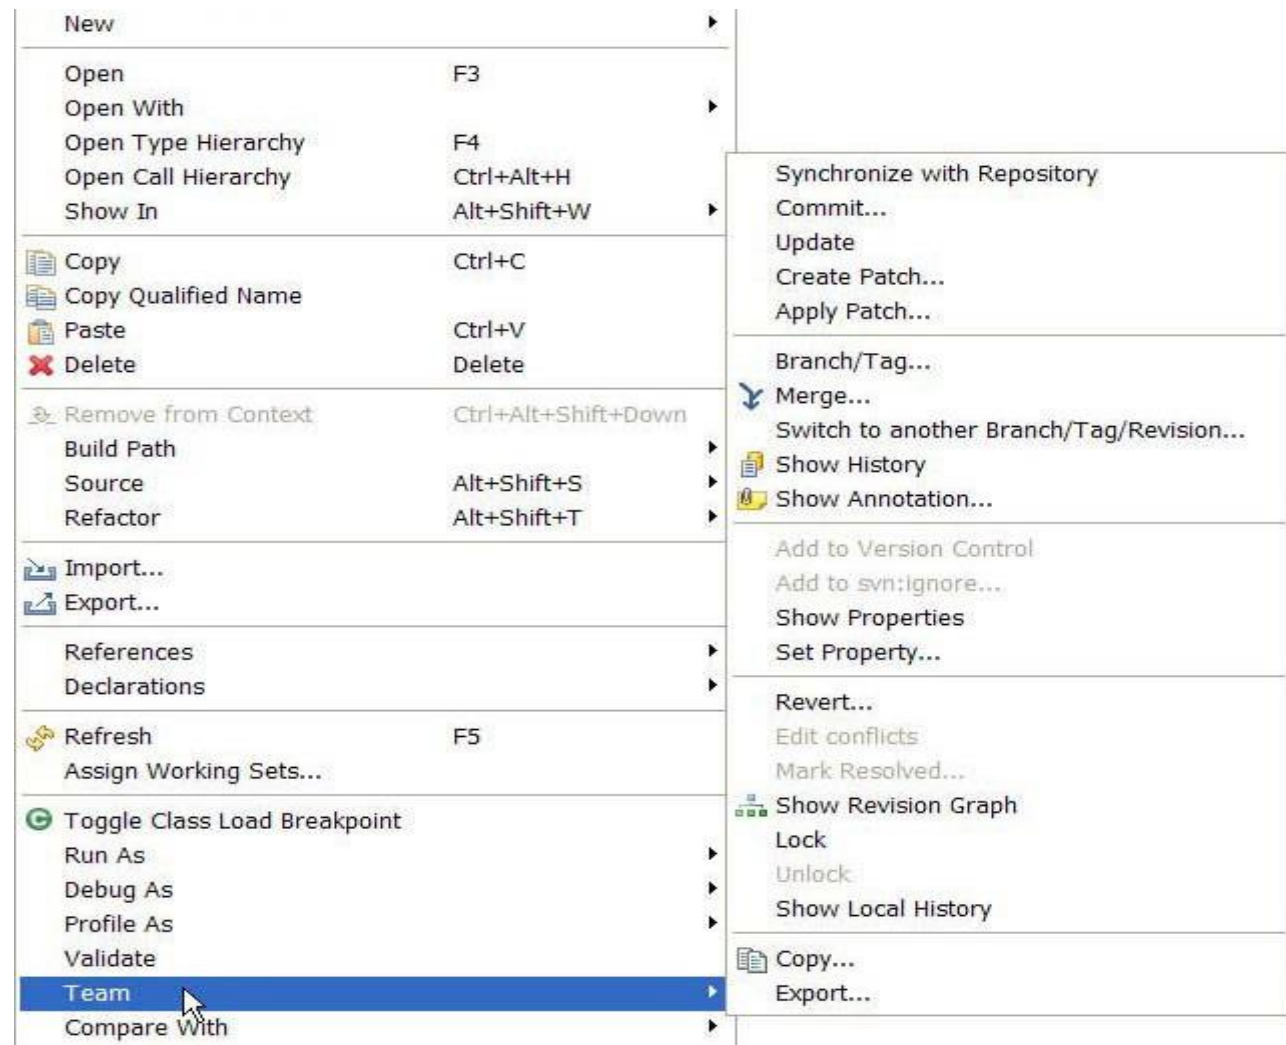 New
Open F3
Open With
Open Type Hierarchy F4
Open Call Hierarchy Ctrl+Alt+H
Show In Alt+Shift+W
Copy Ctrl+C
Copy Qualified Name
Paste Ctrl+V
Delete Delete
Remove from Context Ctrl+Alt+Shift+Down
Build Path
Source Alt+Shift+S
Refactor Alt+Shift+T
Import...
Export...
References
Declarations
Refresh F5
Assign Working Sets...
Toggle Class Load Breakpoint
Run As
Debug As
Profile As
Validate
Team
Compare With
Synchronize with Repository
Commit...
Update
Create Patch...
Apply Patch...
Branch/Tag...
Merge...
Switch to another Branch/Tag/Revision...
Show History
Show Annotation...
Add to Version Control
Add to svn:ignore...
Show Properties
Set Property...
Revert...
Edit conflicts
Mark Resolved...
Show Revision Graph
Lock
Unlock
Show Local History
Copy...
Export...